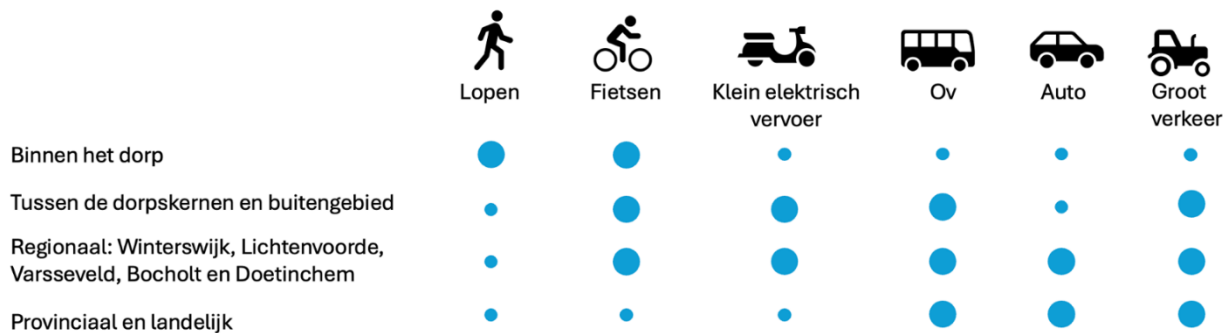 Lopen
Fietsen
Klein elektrisch
vervoer
Ov
Auto
Groot
verkeer
Binnen het dorp
Tussen de dorpskernen en buitengebied
Regionaal: Winterswijk, Lichtenvoorde,
Varsseveld, Bocholt en Doetinchem
Provinciaal en landelijk